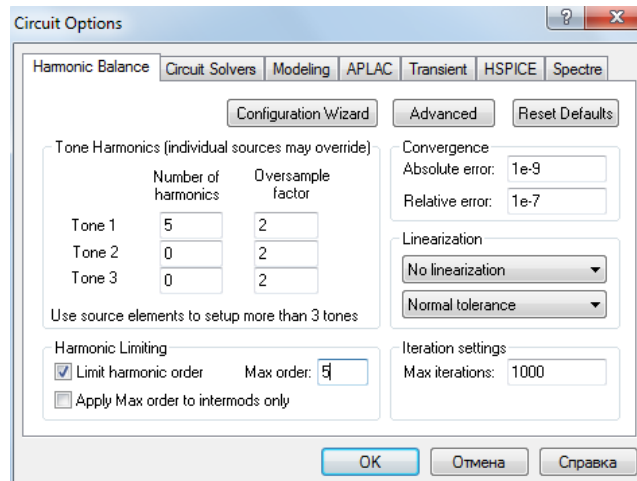 Circuit Options
?
Harmonic Balance Circuit Solvers Modeling APLAC Transient HSPICE Spectre
Configuration Wizard Advanced Reset Defaults
Tone Harmonics (individual sources may override)
Number of harmonics
Oversample factor
Tone 1 5 2
Tone 2 0 2
Tone 3 0 2
Use source elements to setup more than 3 tones
Convergence
Absolute error: 1e-9
Relative error: 1e-7
Linearization
No linearization
Normal tolerance
Harmonic Limiting
Limit harmonic order Max order: 5
Apply Max order to intermods only
Iteration settings
Max iterations: 1000
OK Отмена Справка